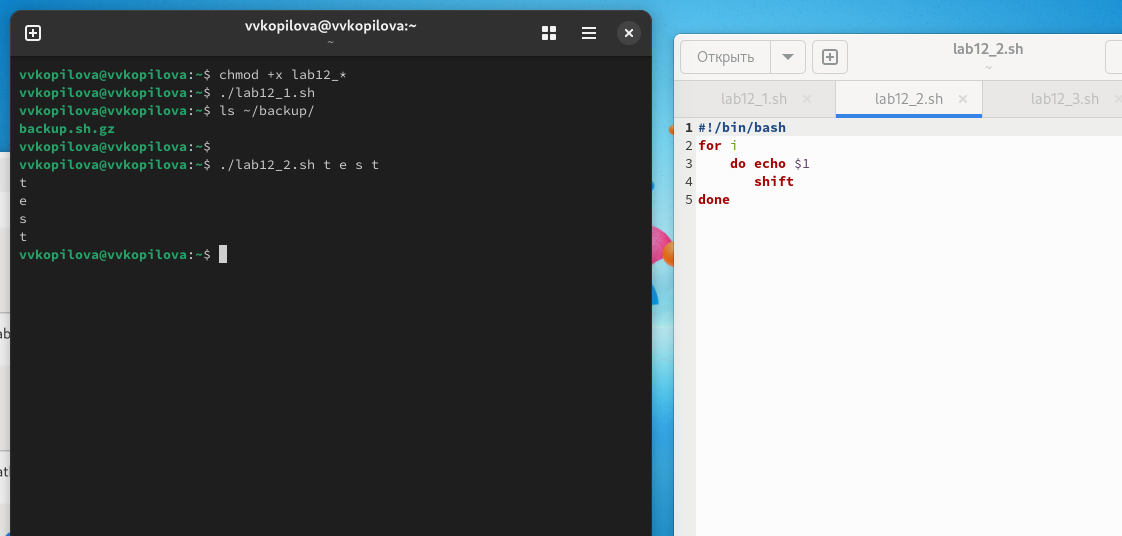 vvkopilova@vvkopilova:~
~
vvkopilova@vvkopilova:~$ chmod +x lab12_*
vvkopilova@vvkopilova:~$ ./lab12_1.sh
vvkopilova@vvkopilova:~$ ls ~/backup/
backup.sh.gz
vvkopilova@vvkopilova:~$
vvkopilova@vvkopilova:~$ ./lab12_2.sh t e s t
t
e
s
t
vvkopilova@vvkopilova:~$
Открыть
lab12_2.sh
~
lab12_1.sh
lab12_2.sh
lab12_3.sh
1 #!/bin/bash
2 for i
3     do echo $1
4        shift
5 done